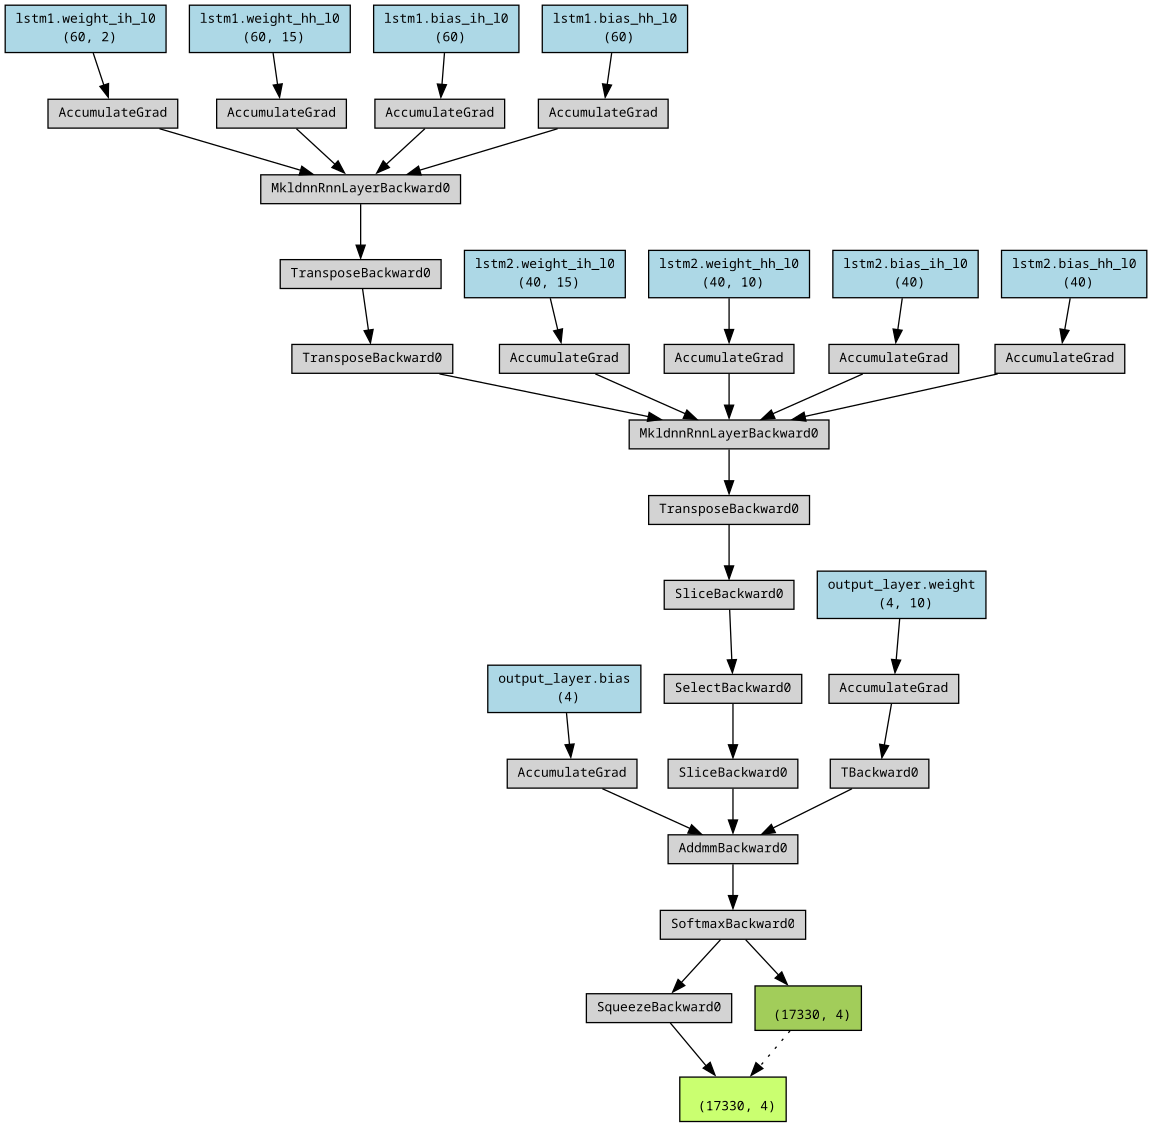 lstm1.weight_ih_l0
(60, 2)
lstm1.weight_hh_l0
(60, 15)
lstm1.bias_ih_l0
(60)
lstm1.bias_hh_l0
(60)
AccumulateGrad
AccumulateGrad
AccumulateGrad
AccumulateGrad
MkldnnRnnLayerBackward0
TransposeBackward0
lstm2.weight_ih_l0
(40, 15)
lstm2.weight_hh_l0
(40, 10)
lstm2.bias_ih_l0
(40)
lstm2.bias_hh_l0
(40)
TransposeBackward0
AccumulateGrad
AccumulateGrad
AccumulateGrad
AccumulateGrad
MkldnnRnnLayerBackward0
TransposeBackward0
SliceBackward0
output_layer.weight
(4, 10)
output_layer.bias
(4)
SelectBackward0
AccumulateGrad
AccumulateGrad
SliceBackward0
TBackward0
AddmmBackward0
SoftmaxBackward0
SqueezeBackward0
(17330, 4)
(17330, 4)